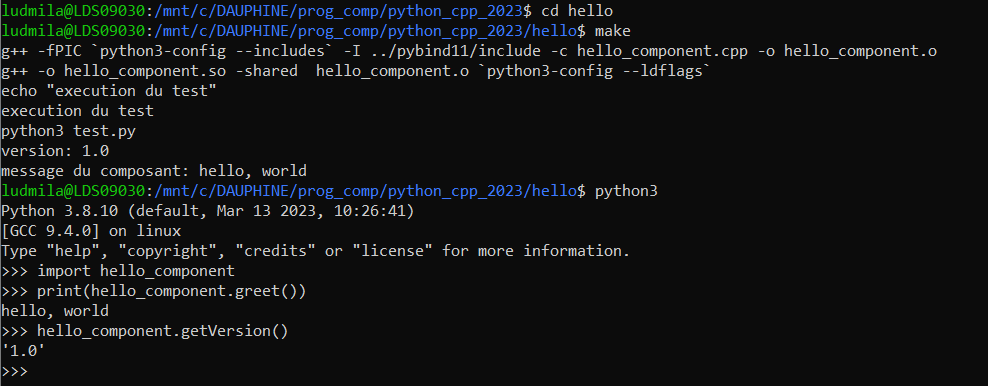 ludmila@LDS09030:/mnt/c/DAUPHINE/prog_comp/python_cpp_2023$ cd hello
ludmila@LDS09030:/mnt/c/DAUPHINE/prog_comp/python_cpp_2023/hello$ make
g++ -fPIC `python3-config --includes` -I ../pybind11/include -c hello_component.cpp -o hello_component.o
g++ -o hello_component.so -shared  hello_component.o `python3-config --ldflags`
echo "execution du test"
execution du test
python3 test.py
version: 1.0
message du composant: hello, world
ludmila@LDS09030:/mnt/c/DAUPHINE/prog_comp/python_cpp_2023/hello$ python3
Python 3.8.10 (default, Mar 13 2023, 10:26:41)
[GCC 9.4.0] on linux
Type "help", "copyright", "credits" or "license" for more information.
>>> import hello_component
>>> print(hello_component.greet())
hello, world
>>> hello_component.getVersion()
'1.0'
>>>